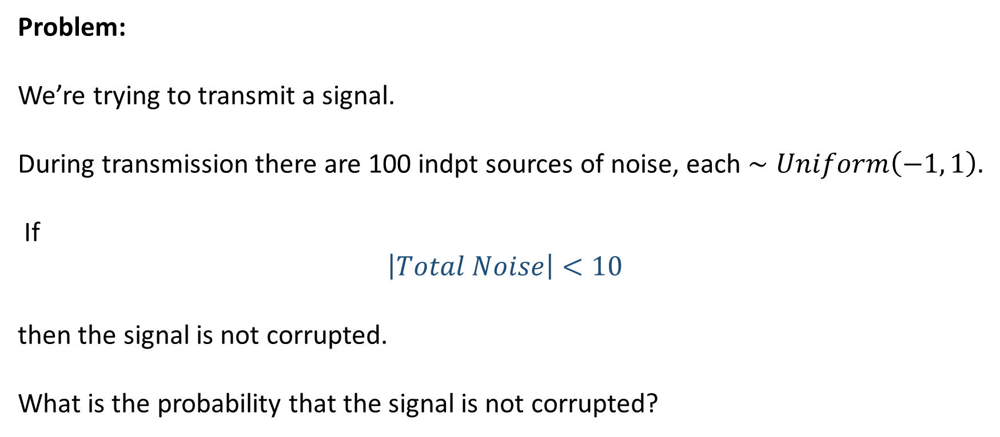 Problem:
We’re trying to transmit a signal.
During transmission there are 100 indpt sources of noise, each ~ Uniform(−1, 1).
If
|Total Noise| < 10
then the signal is not corrupted.
What is the probability that the signal is not corrupted?